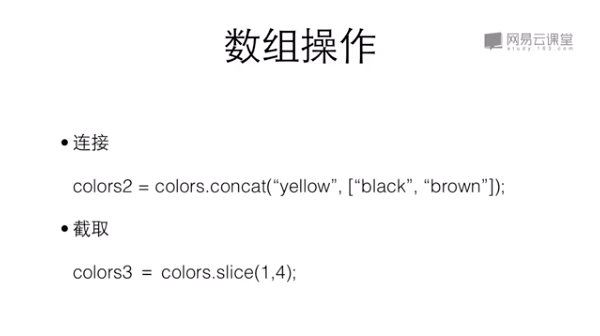 数组操作
网易云课堂
study.163.com
•连接
colors2 = colors.concat(“yellow”, [“black”, “brown”]);
•截取
colors3 = colors.slice(1,4);